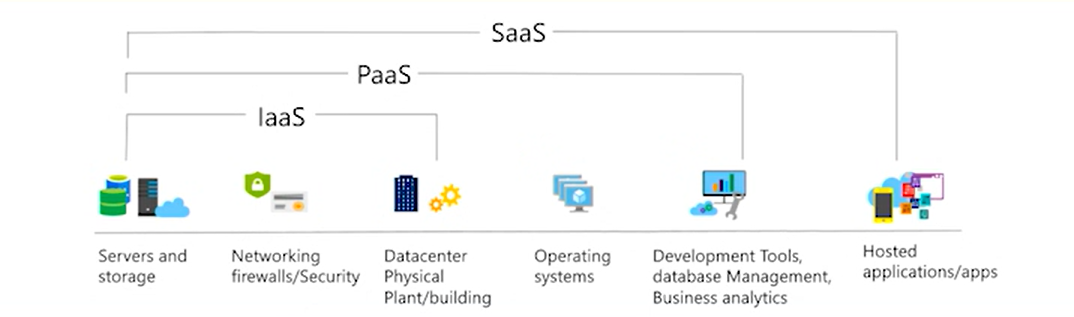 SaaS
PaaS
IaaS
Servers and
storage
Networking
firewalls/Security
Datacenter
Physical
Plant/building
Operating
systems
Development Tools,
database Management,
Business analytics
Hosted
applications/apps